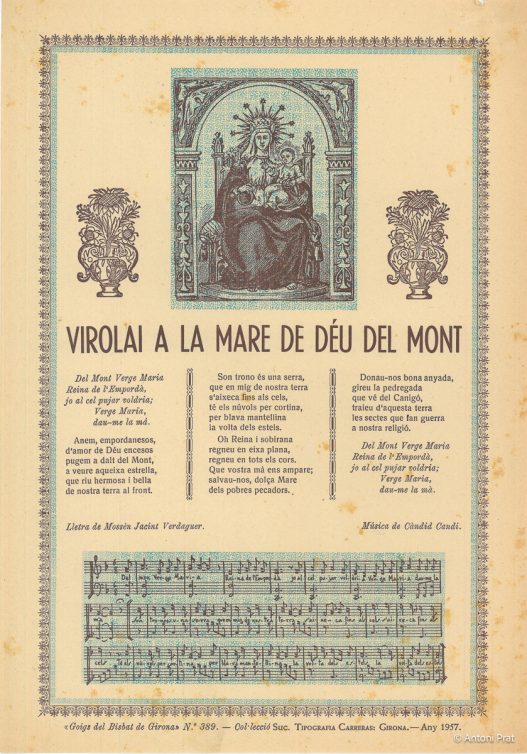 VIROLAI A LA MARE DE DÉU DEL MONT
Del Mont Verge Maria
Reina de l'Empordà,
jo al cel pujar voldria;
Verge Maria,
dau-me la má.
Anem, empordanesos,
d'amor de Déu encesos
pugem a dalt del Mont,
a veure aqueixa estrella,
que riu hermosa i bella
de nostra terra al front.
Son trono és una serra,
que en mig de nostra terra
s'aixeca fins als cels,
té els núvols per cortina,
per blava mantellina
la volta dels estels.
Oh Reina i sobirana
regneu en eixa plana,
regneu en tots els cors.
Que vostra má ens ampare;
salvau-nos, dolça Mare
dels pobres pecadors.
Donau-nos bona anyada,
gireu la pedregada
que vé del Canigó,
traieu d'aquesta terra
les sectes que fan guerra
a nostra religió.
Del Mont Verge Maria
Reina de l'Empordà,
jo al cel pujar voldria;
Verge Maria,
dau-me la mà.
Lletra de Mossèn Jacint Verdaguer.
Música de Càndid Candi.
«Goigs del Bisbat de Girona» N.º 389. — Col·lecció Suc. Tipografia Carreras: Girona.—Any 1957.
© Antoni Prat